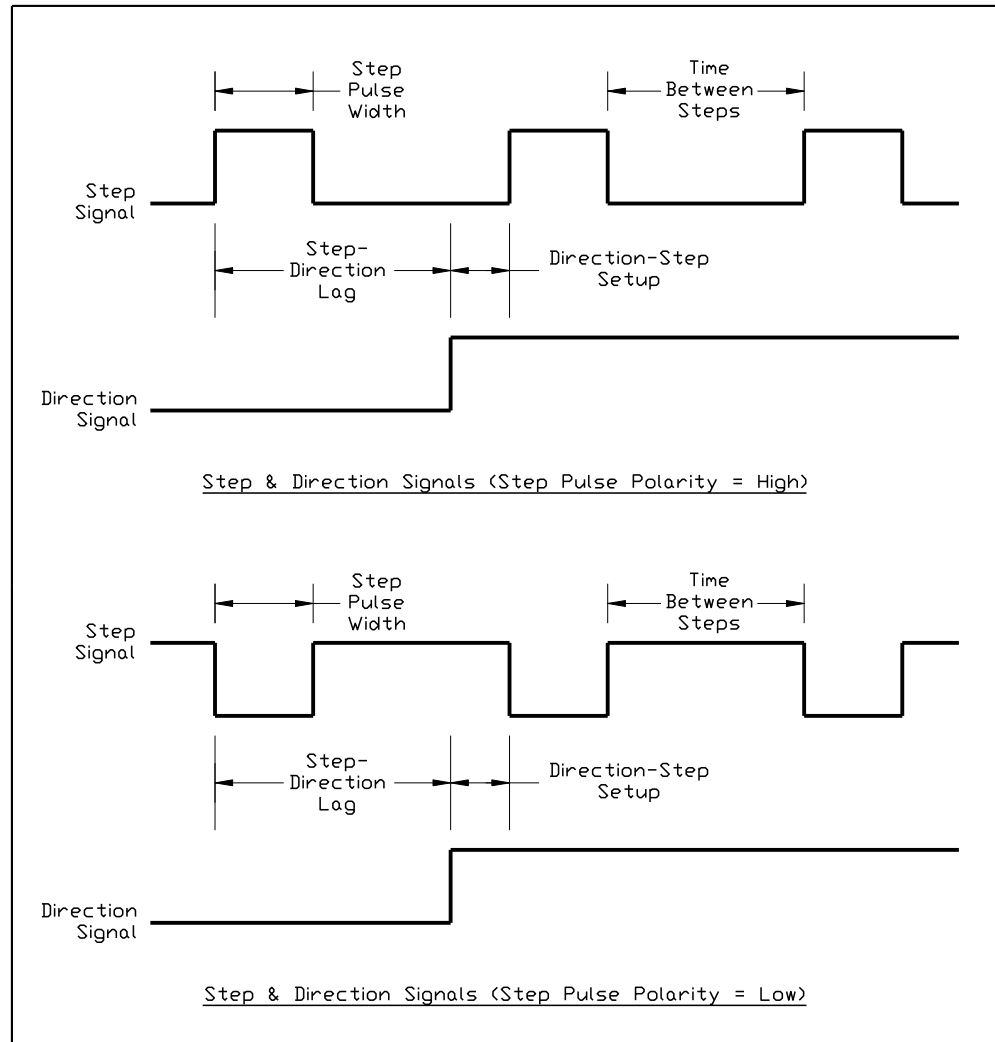 Step
Pulse
Width
Time
Between
Steps
Step
Signal
Step-
Direction
Lag
Direction-Step
Setup
Direction
Signal
Step & Direction Signals (Step Pulse Polarity = High)
Step
Pulse
Width
Time
Between
Steps
Step
Signal
Step-
Direction
Lag
Direction-Step
Setup
Direction
Signal
Step & Direction Signals (Step Pulse Polarity = Low)